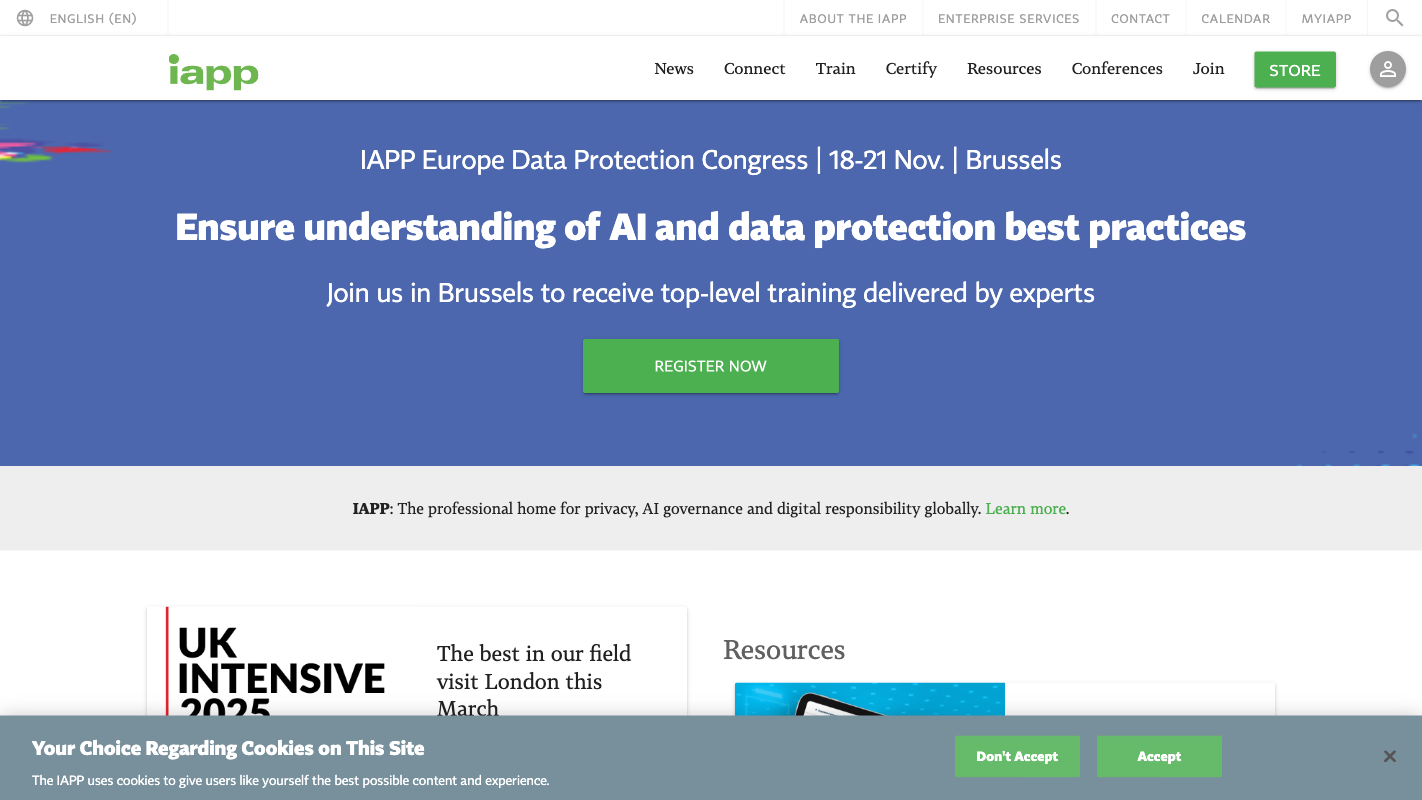 ENGLISH (EN)
ABOUT THE IAPP
ENTERPRISE SERVICES
CONTACT
CALENDAR
MYIAPP
iapp
News
Connect
Train
Certify
Resources
Conferences
Join
STORE
IAPP Europe Data Protection Congress | 18-21 Nov. | Brussels
Ensure understanding of AI and data protection best practices
Join us in Brussels to receive top-level training delivered by experts
REGISTER NOW
IAPP: The professional home for privacy, AI governance and digital responsibility globally. Learn more.
UK
INTENSIVE
2025
The best in our field
visit London this
March
Resources
Your Choice Regarding Cookies on This Site
The IAPP uses cookies to give users like yourself the best possible content and experience.
Don't Accept
Accept